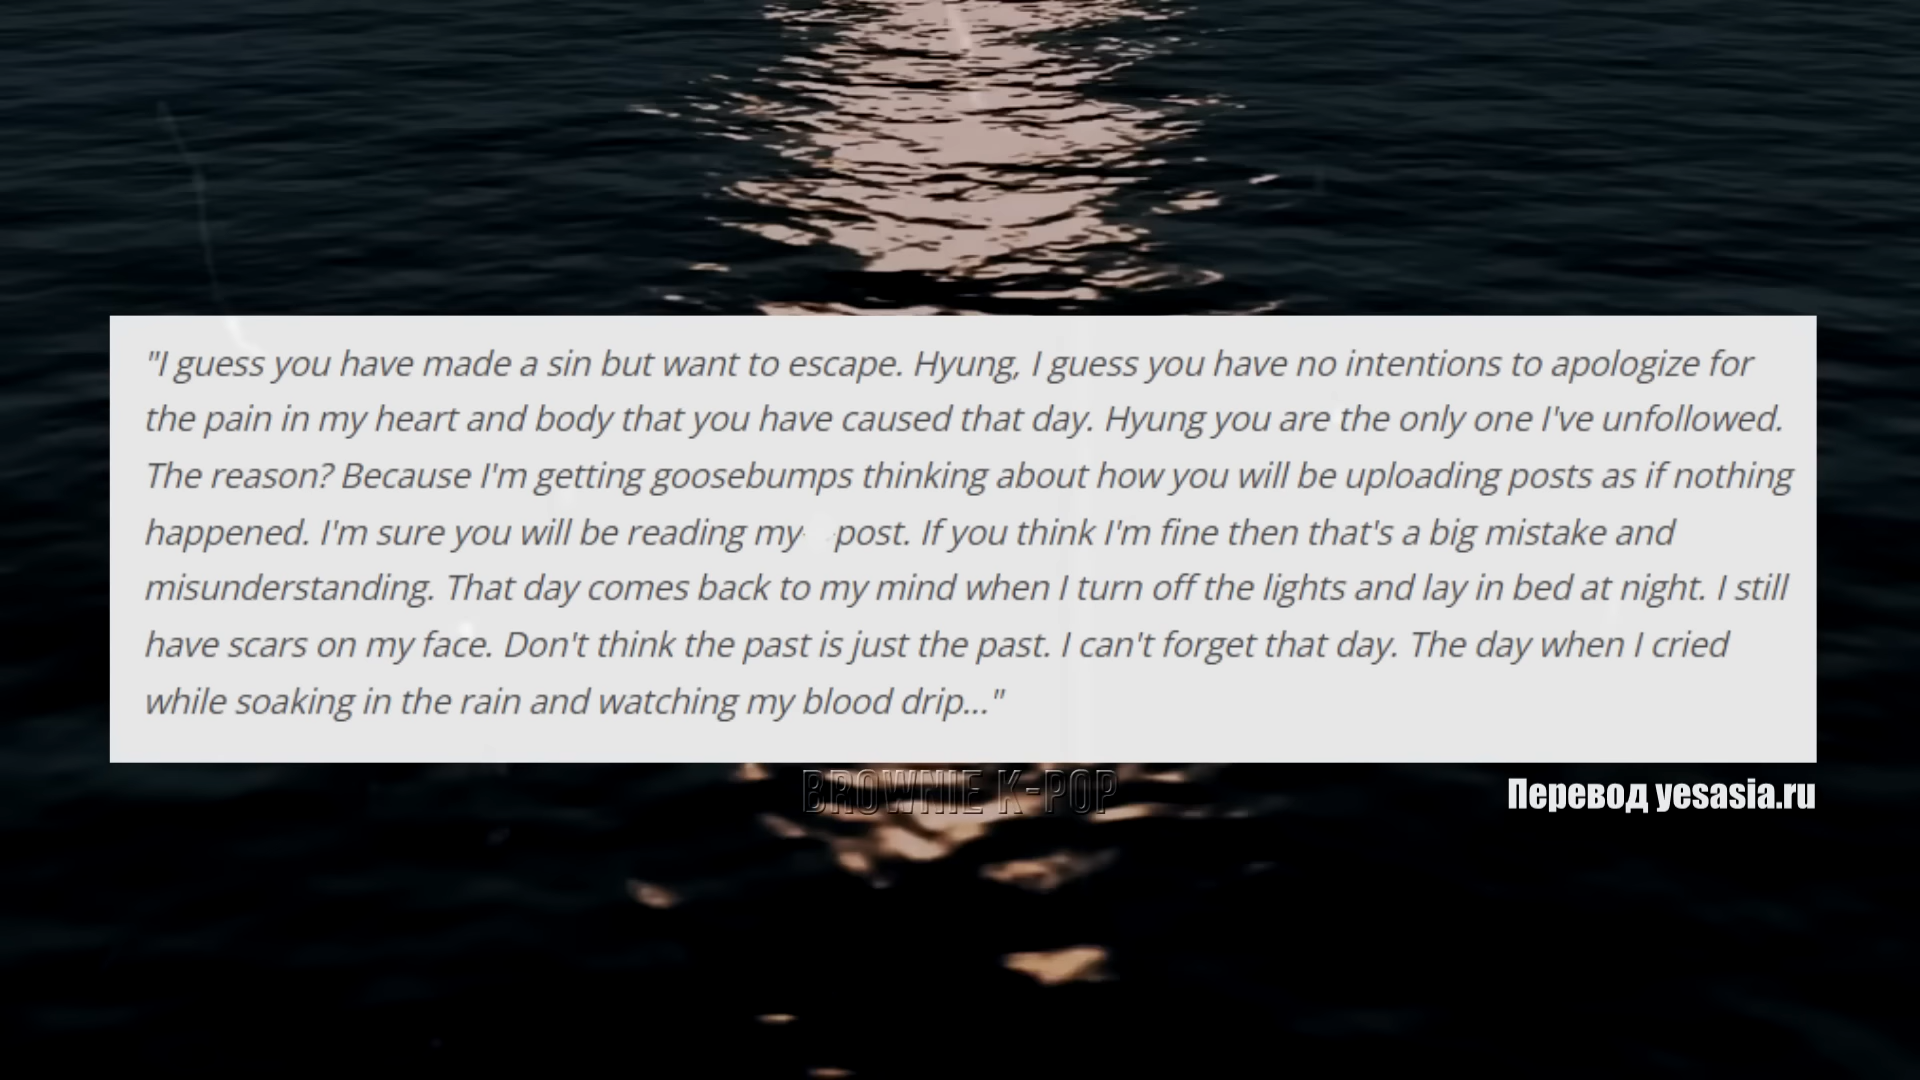 "I guess you have made a sin but want to escape. Hyung, I guess you have no intentions to apologize for
the pain in my heart and body that you have caused that day. Hyung you are the only one I've unfollowed.
The reason? Because I'm getting goosebumps thinking about how you will be uploading posts as if nothing
happened. I'm sure you will be reading my post. If you think I'm fine then that's a big mistake and
misunderstanding. That day comes back to my mind when I turn off the lights and lay in bed at night. I still
have scars on my face. Don't think the past is just the past. I can't forget that day. The day when I cried
while soaking in the rain and watching my blood drip..."
BROWNIE K-POP
Перевод yesasia.ru